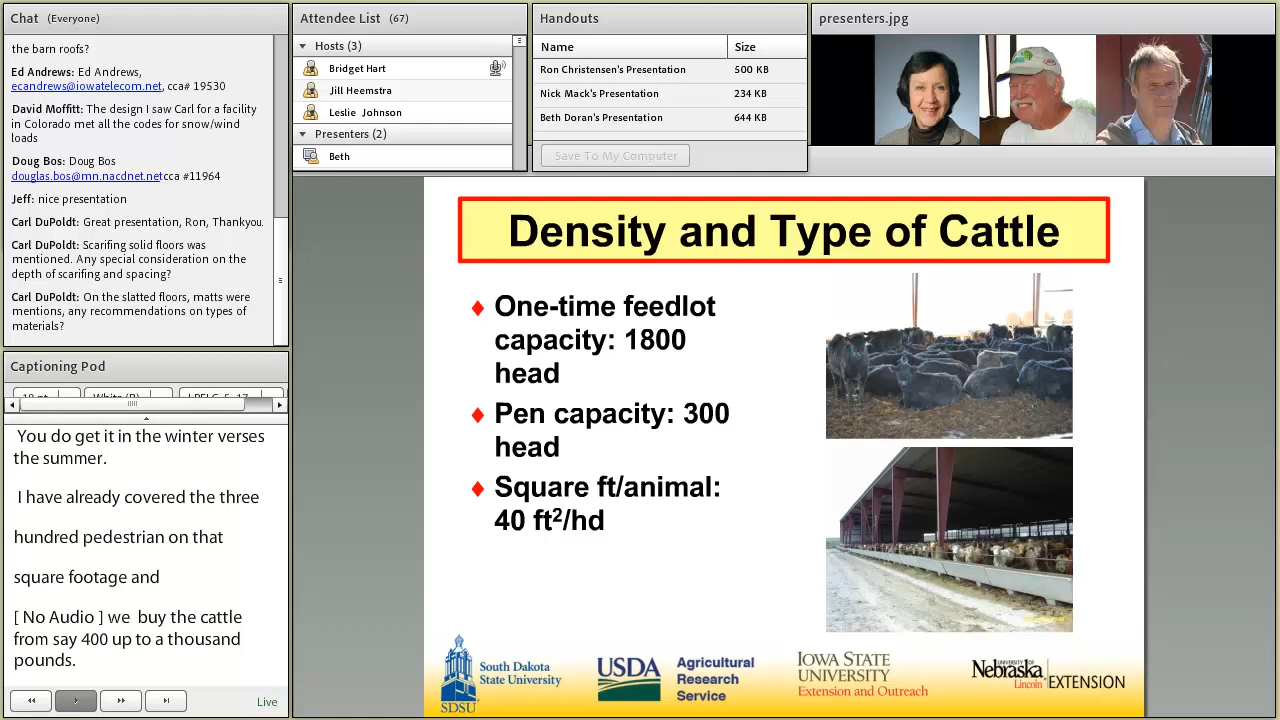 Chat (Everyone)
the barn roofs?
Ed Andrews: Ed Andrews,
ecandrews@iowatelecom.net, cca# 19530
David Moffitt: The design I saw Carl for a facility
in Colorado met all the codes for snow/wind
loads
Doug Bos: Doug Bos
douglas.bos@mn.nacdnet.netcca #11964
Jeff: nice presentation
Carl DuPoldt: Great presentation, Ron, Thankyou.
Carl DuPoldt: Scarifing solid floors was
mentioned. Any special consideration on the
depth of scarifing and spacing?
Carl DuPoldt: On the slatted floors, matts were
mentions, any recommendations on types of
materials?
Captioning Pod
You do get it in the winter verses
the summer.
I have already covered the three
hundred pedestrian on that
square footage and
[ No Audio ] we buy the cattle
from say 400 up to a thousand
pounds.
Live
Attendee List (67)
Hosts (3)
Bridget Hart
Jill Heemstra
Leslie Johnson
Presenters (2)
Beth
Handouts
Name Size
Ron Christensen's Presentation 500 KB
Nick Mack's Presentation 234 KB
Beth Doran's Presentation 644 KB
Save To My Computer
presenters.jpg
Density and Type of Cattle
One-time feedlot
capacity: 1800
head
Pen capacity: 300
head
Square ft/animal:
40 ft²/hd
SDSU
South Dakota
State University
USDA
Agricultural
Research
Service
IOWA STATE
UNIVERSITY
Extension and Outreach
UNIVERSITY OF
Nebraska
Lincoln
EXTENSION